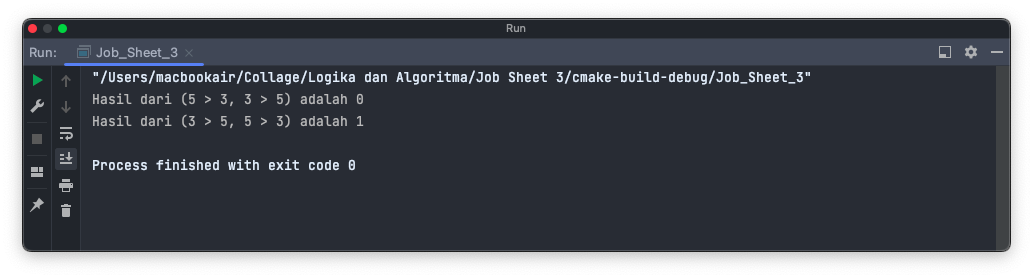 Run
Run: Job_Sheet_3
"/Users/macbookair/Collage/Logika dan Algoritma/Job Sheet 3/cmake-build-debug/Job_Sheet_3"
Hasil dari (5 > 3, 3 > 5) adalah 0
Hasil dari (3 > 5, 5 > 3) adalah 1
Process finished with exit code 0